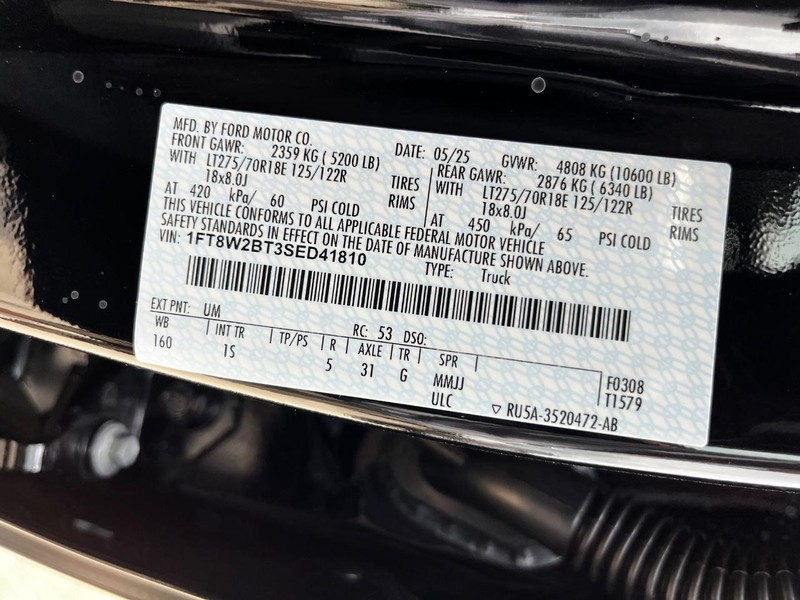 MFD. BY FORD MOTOR CO. DATE: 05/25 GVWR: 4808 KG (10600 LB)
FRONT GAWR: 2359 KG ( 5200 LB) REAR GAWR: 2876 KG ( 6340 LB)
WITH LT275/70R18E 125/122R TIRES WITH LT275/70R18E 125/122R TIRES
18x8.0J RIMS 18x8.0J RIMS
AT 420 kPa/ 60 PSI COLD AT 450 kPa/ 65 PSI COLD
THIS VEHICLE CONFORMS TO ALL APPLICABLE FEDERAL MOTOR VEHICLE
SAFETY STANDARDS IN EFFECT ON THE DATE OF MANUFACTURE SHOWN ABOVE.
VIN: 1FT8W2BT3SED41810 TYPE: Truck
EXT PNT: UM RC: 53 DSO:
WB INT TR TP/PS R AXLE TR SPR
160 1S 5 31 G MMJJ F0308
ULC T1579
RU5A-3520472-AB